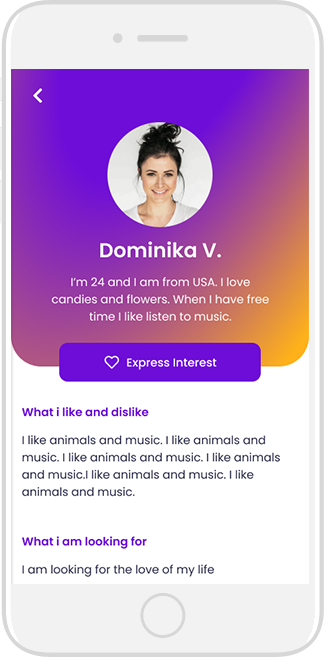 Dominika V.
I'm 24 and I am from USA. I love
candies and flowers. When I have free
time I like listen to music.
Express Interest
What i like and dislike
I like animals and music. I like animals and
music. I like animals and music. I like animals
and music.I like animals and music. I like
animals and music.
What i am looking for
I am looking for the love of my life